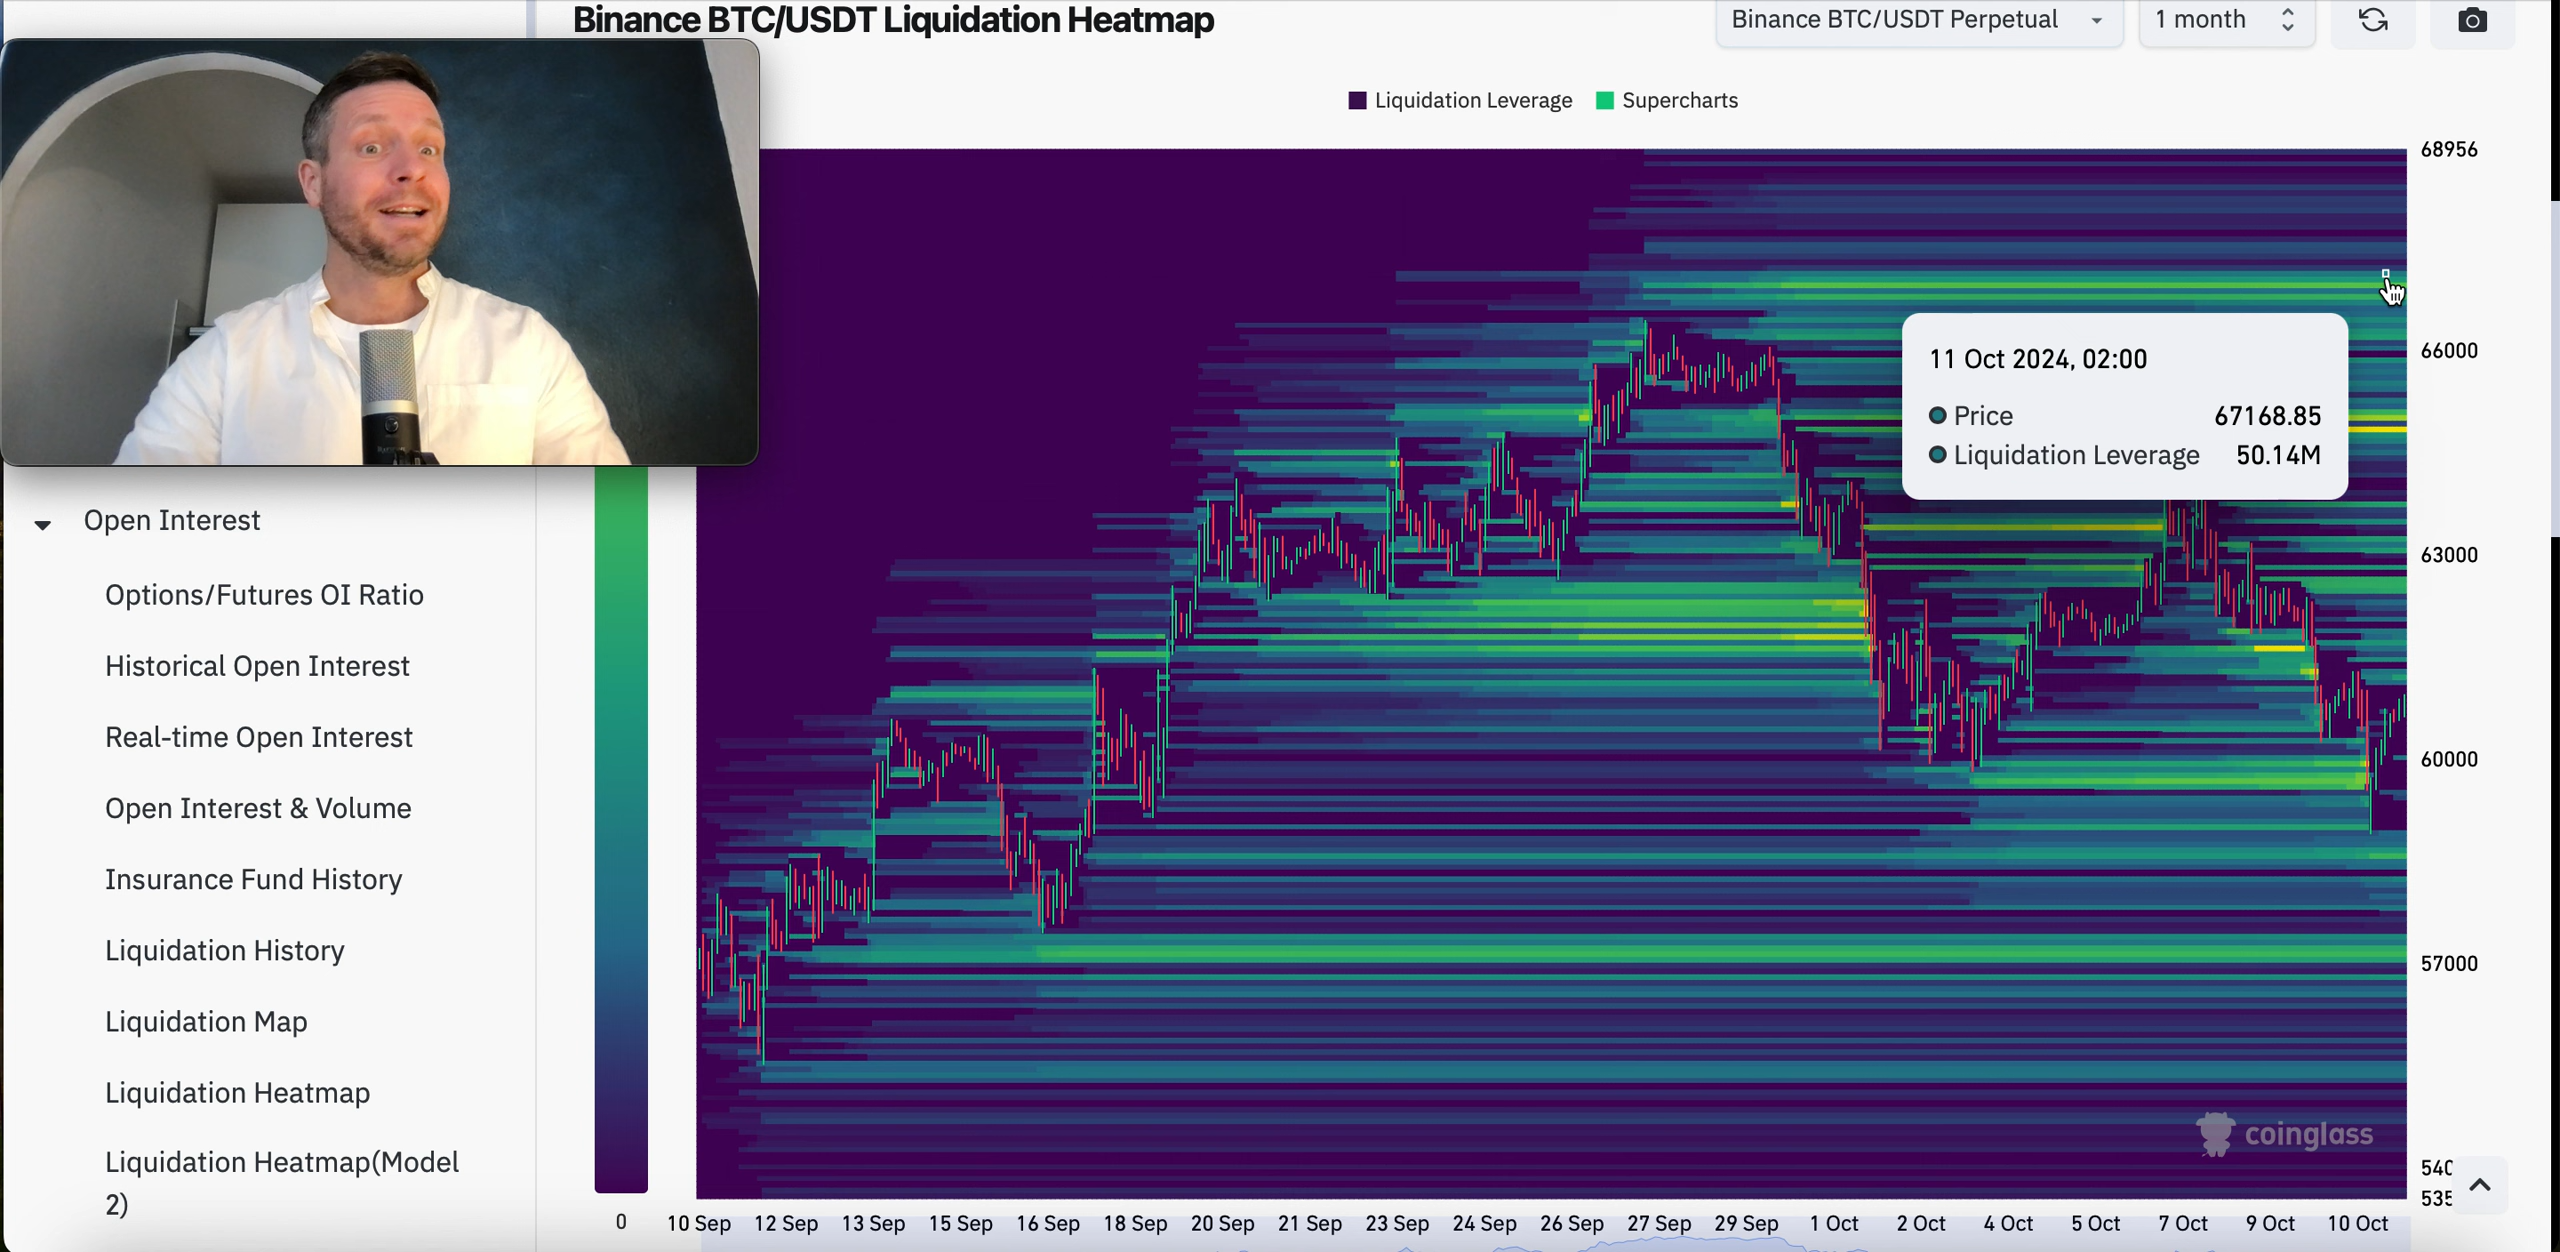 Binance BTC/USDT Liquidation Heatmap
Binance BTC/USDT Perpetual
1 month
Liquidation Leverage
Supercharts
68956
66000
63000
60000
57000
540
535
11 Oct 2024, 02:00
Price 67168.85
Liquidation Leverage 50.14M
Open Interest
Options/Futures OI Ratio
Historical Open Interest
Real-time Open Interest
Open Interest & Volume
Insurance Fund History
Liquidation History
Liquidation Map
Liquidation Heatmap
Liquidation Heatmap(Model
2)
coinglass
0
10 Sep 12 Sep 13 Sep 15 Sep 16 Sep 18 Sep 20 Sep 21 Sep 23 Sep 24 Sep 26 Sep 27 Sep 29 Sep 1 Oct 2 Oct 4 Oct 5 Oct 7 Oct 9 Oct 10 Oct